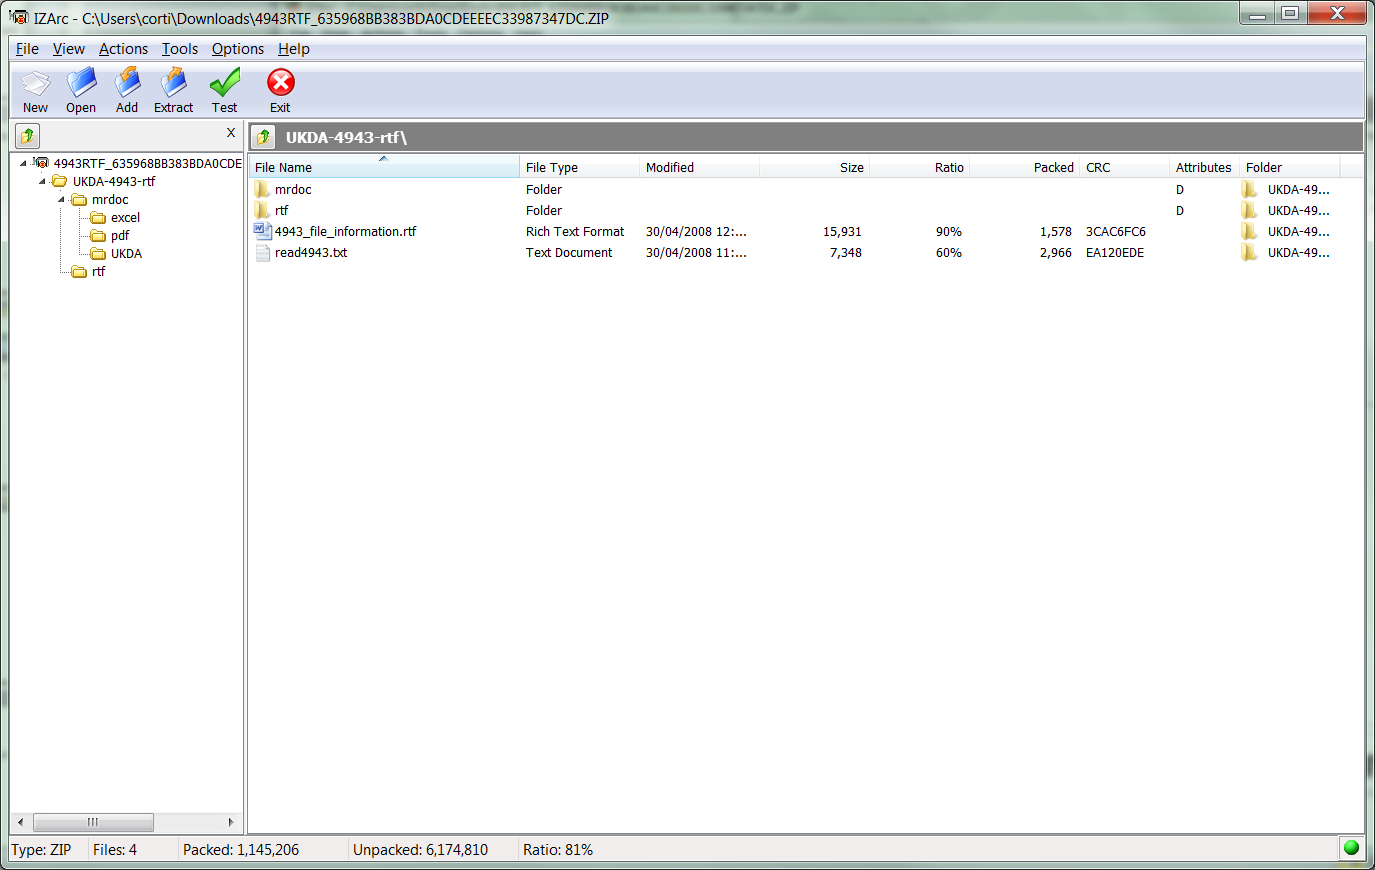 IZArc - C:\Users\corti\Downloads\4943RTF_635968BB383BDA0CDEEEEC33987347DC.ZIP
File View Actions Tools Options Help
New Open Add Extract Test Exit
X
4943RTF_635968BB383BDA0CDE
UKDA-4943-rtf
mrdoc
excel
pdf
UKDA
rtf
UKDA-4943-rtf\
File Name File Type Modified Size Ratio Packed CRC Attributes Folder
mrdoc Folder D UKDA-49...
rtf Folder D UKDA-49...
4943_file_information.rtf Rich Text Format 30/04/2008 12:... 15,931 90% 1,578 3CAC6FC6 UKDA-49...
read4943.txt Text Document 30/04/2008 11:... 7,348 60% 2,966 EA120EDE UKDA-49...
Type: ZIP Files: 4 Packed: 1,145,206 Unpacked: 6,174,810 Ratio: 81%